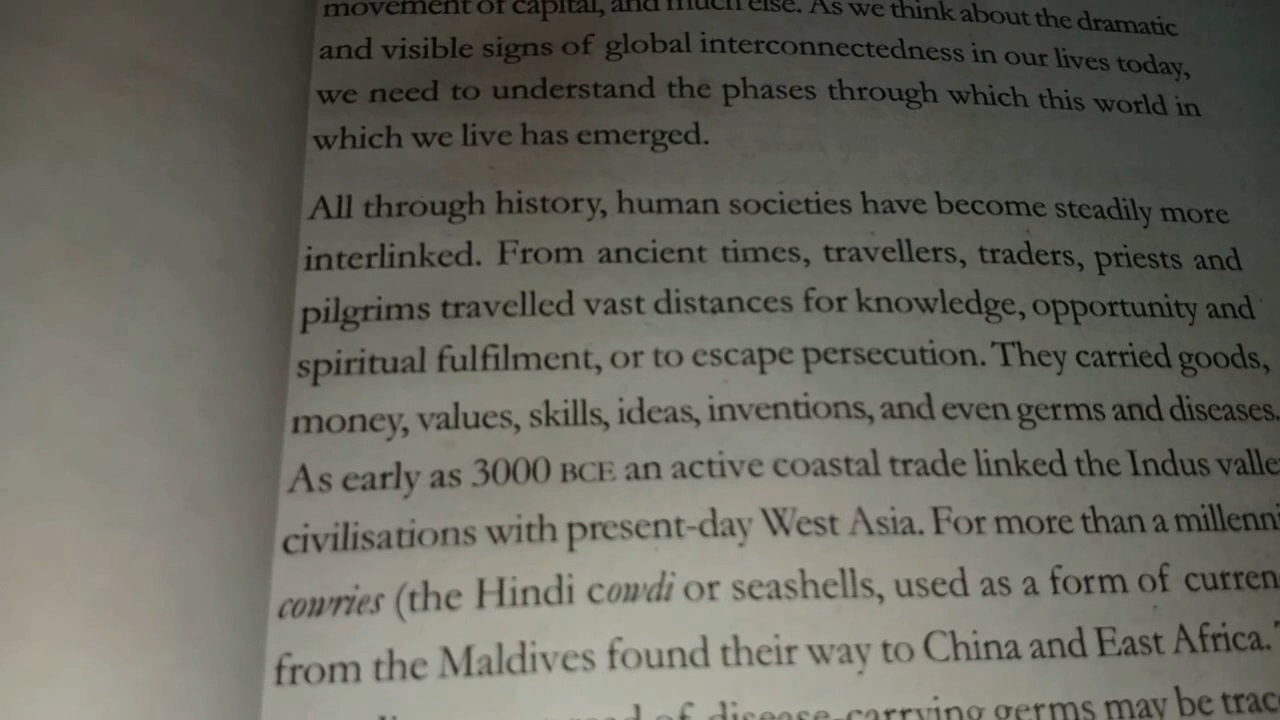 movement of capital, and much else. As we think about the dramatic
and visible signs of global interconnectedness in our lives today,
we need to understand the phases through which this world in
which we live has emerged.
All through history, human societies have become steadily more
interlinked. From ancient times, travellers, traders, priests and
pilgrims travelled vast distances for knowledge, opportunity and
spiritual fulfilment, or to escape persecution. They carried goods,
money, values, skills, ideas, inventions, and even germs and diseases.
As early as 3000 BCE an active coastal trade linked the Indus valle
civilisations with present-day West Asia. For more than a millenni
cowries (the Hindi cowdi or seashells, used as a form of curren
from the Maldives found their way to China and East Africa.
of disease-carrying germs may be trac